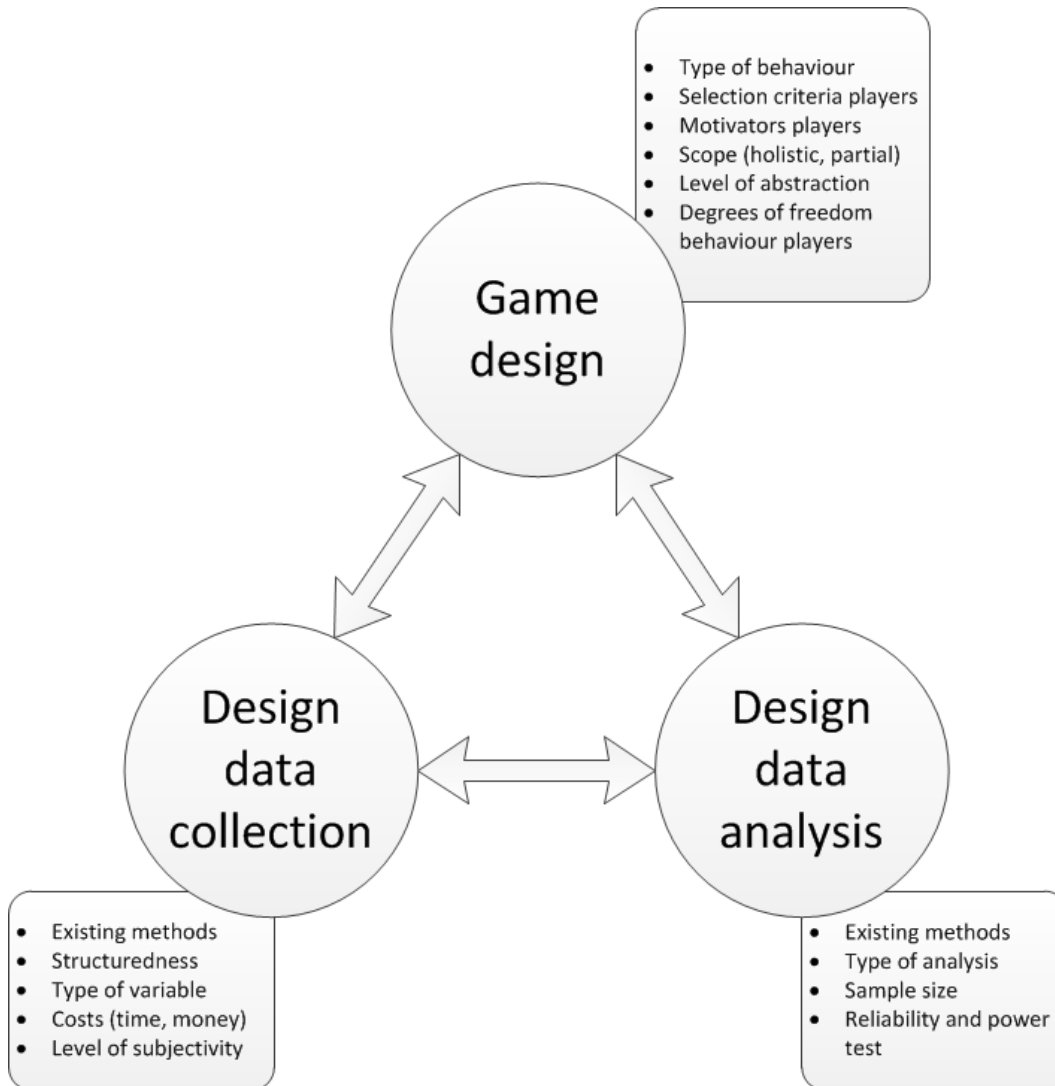 • Type of behaviour
• Selection criteria players
• Motivators players
• Scope (holistic, partial)
• Level of abstraction
• Degrees of freedom
behaviour players
Game
design
Design
data
collection
Design
data
analysis
• Existing methods
• Structuredness
• Type of variable
• Costs (time, money)
• Level of subjectivity
• Existing methods
• Type of analysis
• Sample size
• Reliability and power
test